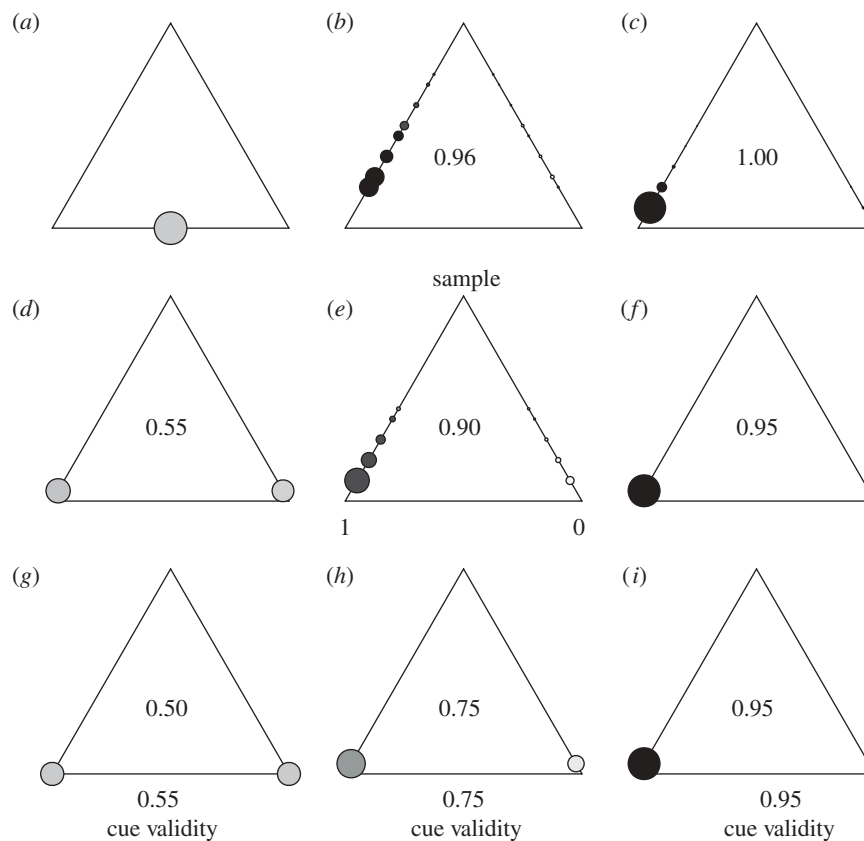 (a) (b) (c)
0.96 1.00
sample
(d) (e) (f)
0.55 0.90 0.95
1 0
(g) (h) (i)
0.50 0.75 0.95
0.55 0.75 0.95
cue validity cue validity cue validity